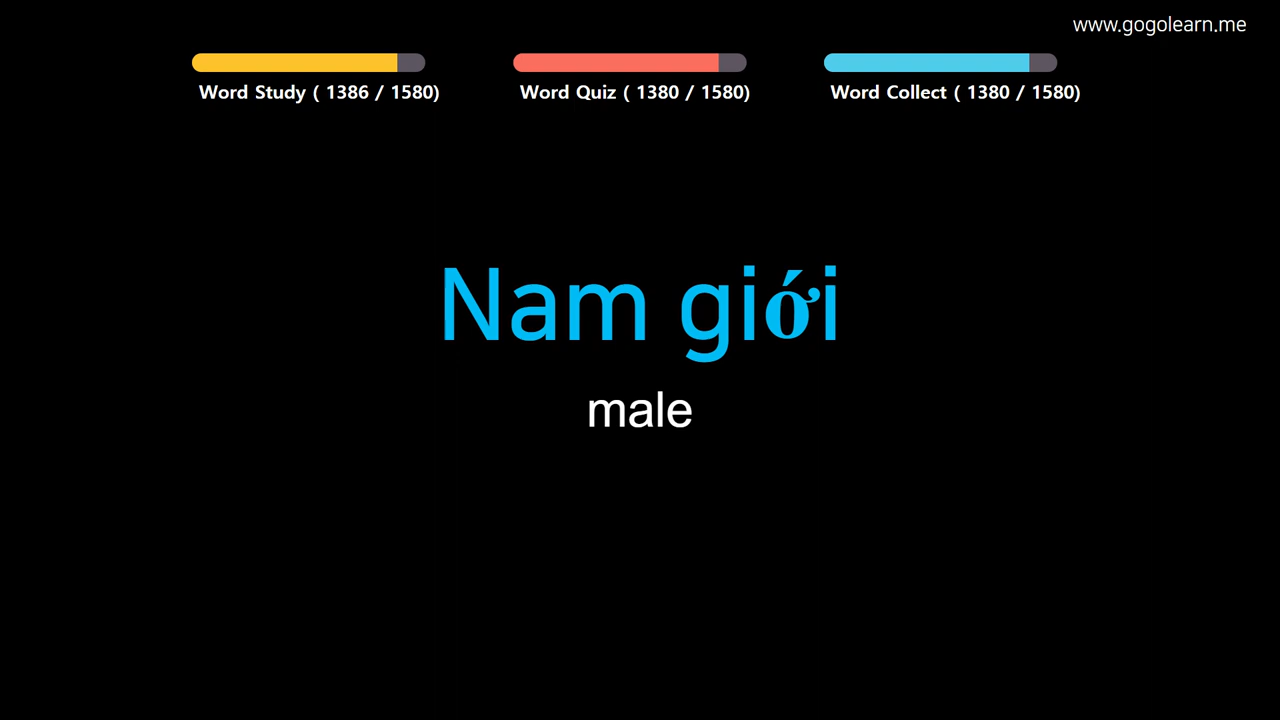 www.gogolearn.me
Word Study ( 1386 / 1580)
Word Quiz ( 1380 / 1580)
Word Collect ( 1380 / 1580)
Nam giới
male